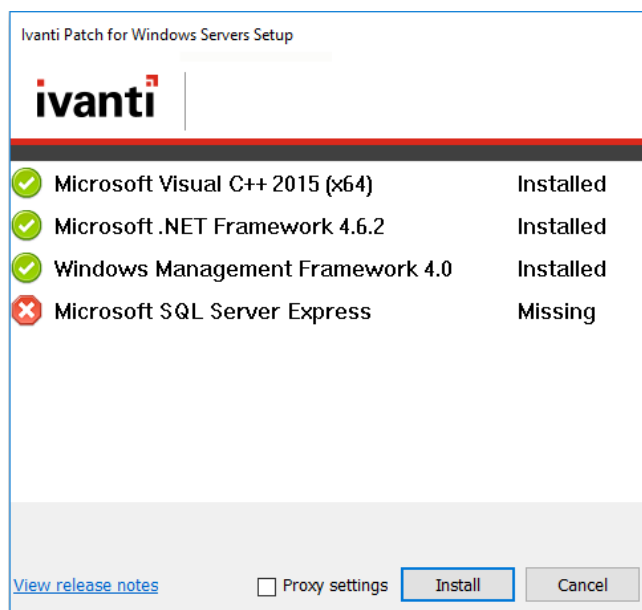 Ivanti Patch for Windows Servers Setup
ivanti
Microsoft Visual C++ 2015 (x64) Installed
Microsoft .NET Framework 4.6.2 Installed
Windows Management Framework 4.0 Installed
Microsoft SQL Server Express Missing
View release notes Proxy settings Install Cancel